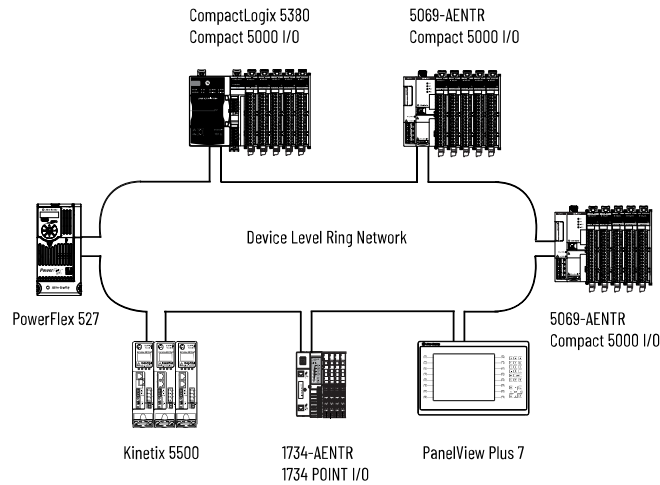 CompactLogix 5380
Compact 5000 I/O
5069-AENTR
Compact 5000 I/O
Device Level Ring Network
PowerFlex 527
5069-AENTR
Compact 5000 I/O
Kinetix 5500
1734-AENTR
1734 POINT I/O
PanelView Plus 7